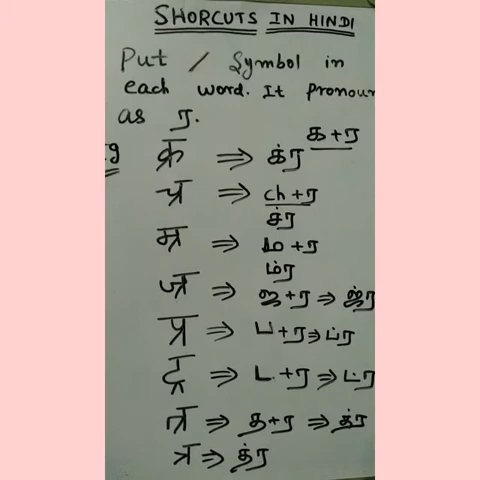 SHORCUTS IN HINDI
Put / Symbol in
each word. It pronoun
as ர.
க+ர
क्र ⇒ க்ர
च्र ⇒ ch+ர
ச்ர
म्र ⇒ ம+ர
ம்ர
ज्र ⇒ ஜ+ர ⇒ ஜ்ர
प्र ⇒ ப+ர ⇒ ப்ர
ट्र ⇒ ட+ர ⇒ ட்ர
त्र ⇒ த+ர ⇒ த்ர
त्र ⇒ த்ர